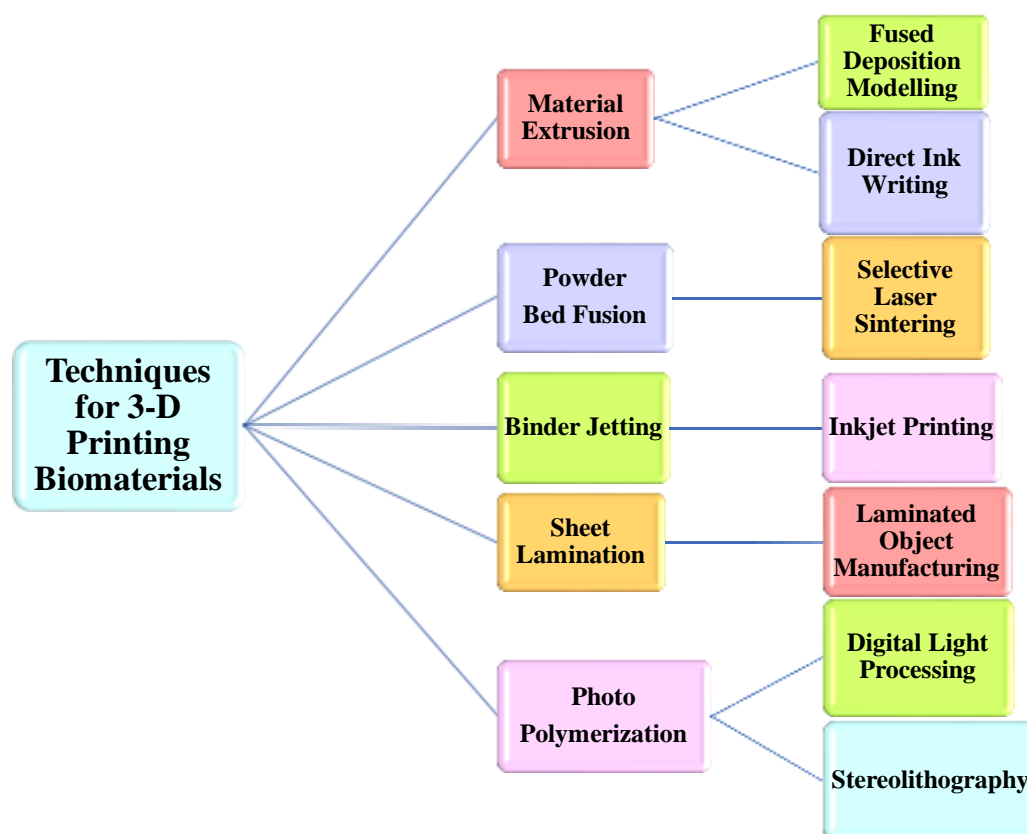 Techniques
for 3-D
Printing
Biomaterials
Material
Extrusion
Fused
Deposition
Modelling
Direct Ink
Writing
Powder
Bed Fusion
Selective
Laser
Sintering
Binder Jetting
Inkjet Printing
Sheet
Lamination
Laminated
Object
Manufacturing
Photo
Polymerization
Digital Light
Processing
Stereolithography